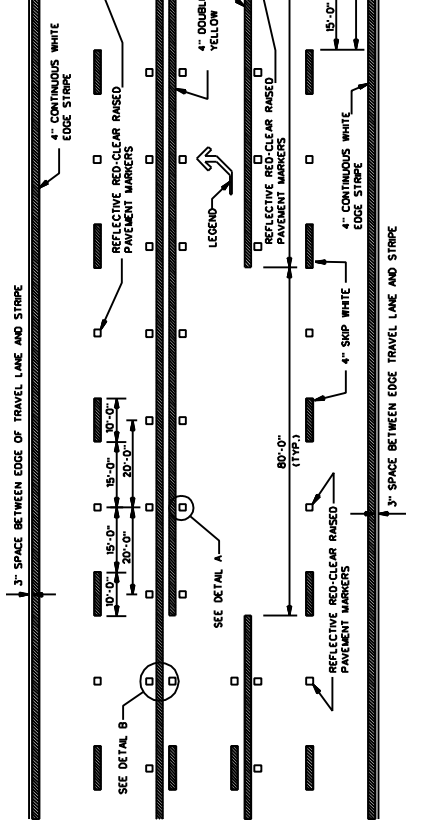 3" SPACE BETWEEN EDGE OF TRAVEL LANE AND STRIPE
4" CONTINUOUS WHITE
EDGE STRIPE
REFLECTIVE RED-CLEAR RAISED
PAVEMENT MARKERS
4" DOUBLE
YELLOW
LEGEND
REFLECTIVE RED-CLEAR RAISED
PAVEMENT MARKERS
15'-0"
4" CONTINUOUS WHITE
EDGE STRIPE
4" SKIP WHITE
10'-0"
15'-0"
15'-0"
10'-0"
20'-0"
20'-0"
80'-0"
(TYP.)
SEE DETAIL A
SEE DETAIL B
REFLECTIVE RED-CLEAR RAISED
PAVEMENT MARKERS
3" SPACE BETWEEN EDGE TRAVEL LANE AND STRIPE